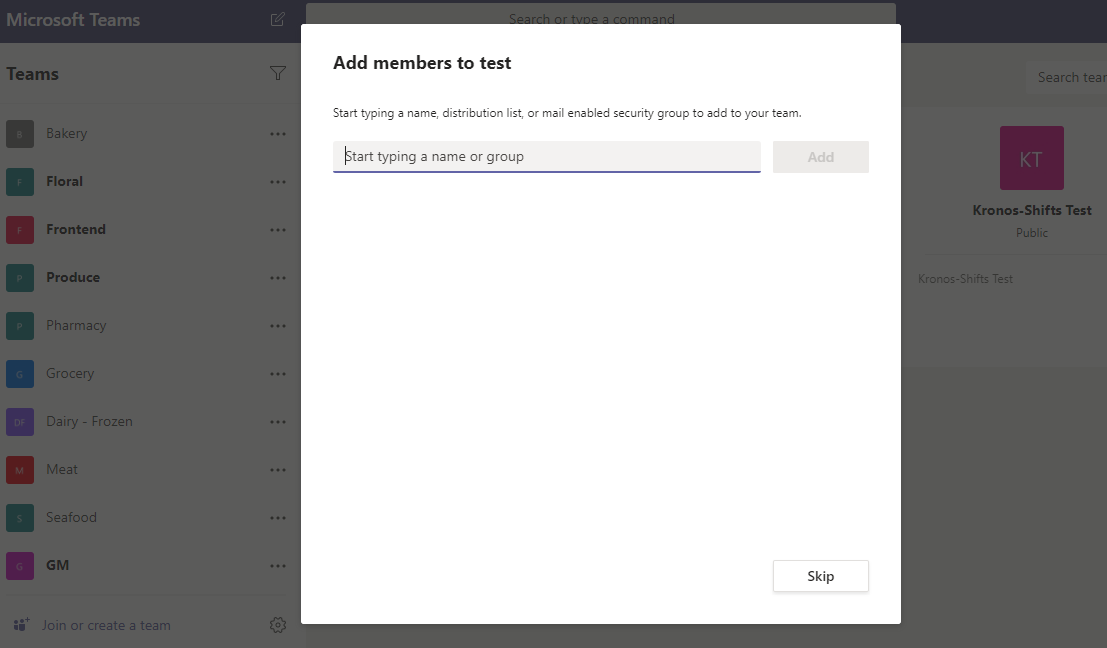 Microsoft Teams
Search or type a command
Teams
B Bakery
F Floral
F Frontend
P Produce
P Pharmacy
G Grocery
DF Dairy - Frozen
M Meat
S Seafood
G GM
Join or create a team
Add members to test
Start typing a name, distribution list, or mail enabled security group to add to your team.
Start typing a name or group
Add
Skip
Search tear
KT
Kronos-Shifts Test
Public
Kronos-Shifts Test